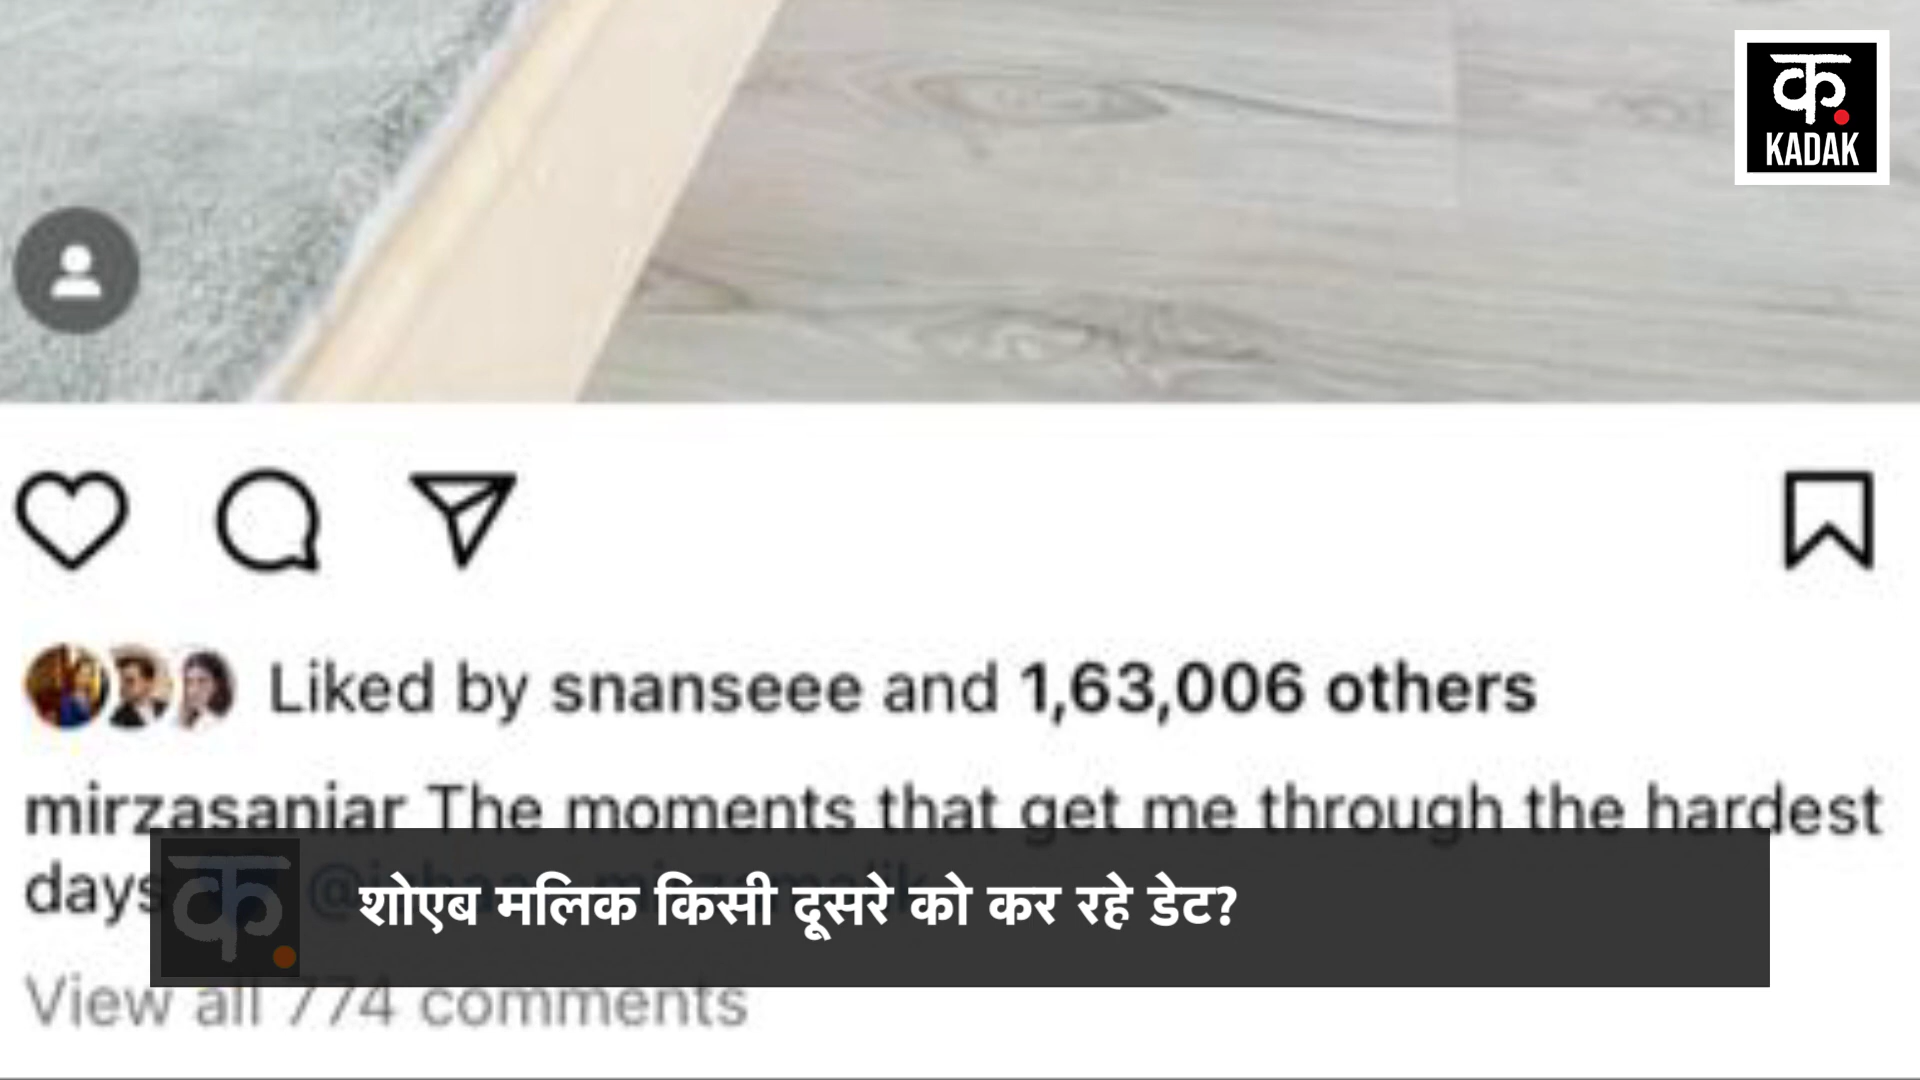 क
KADAK
Liked by snanseee and 1,63,006 others
mirzasaniar The moments that get me through the hardest
days
क
शोएब मलिक किसी दूसरे को कर रहे डेट?
View all 774 comments